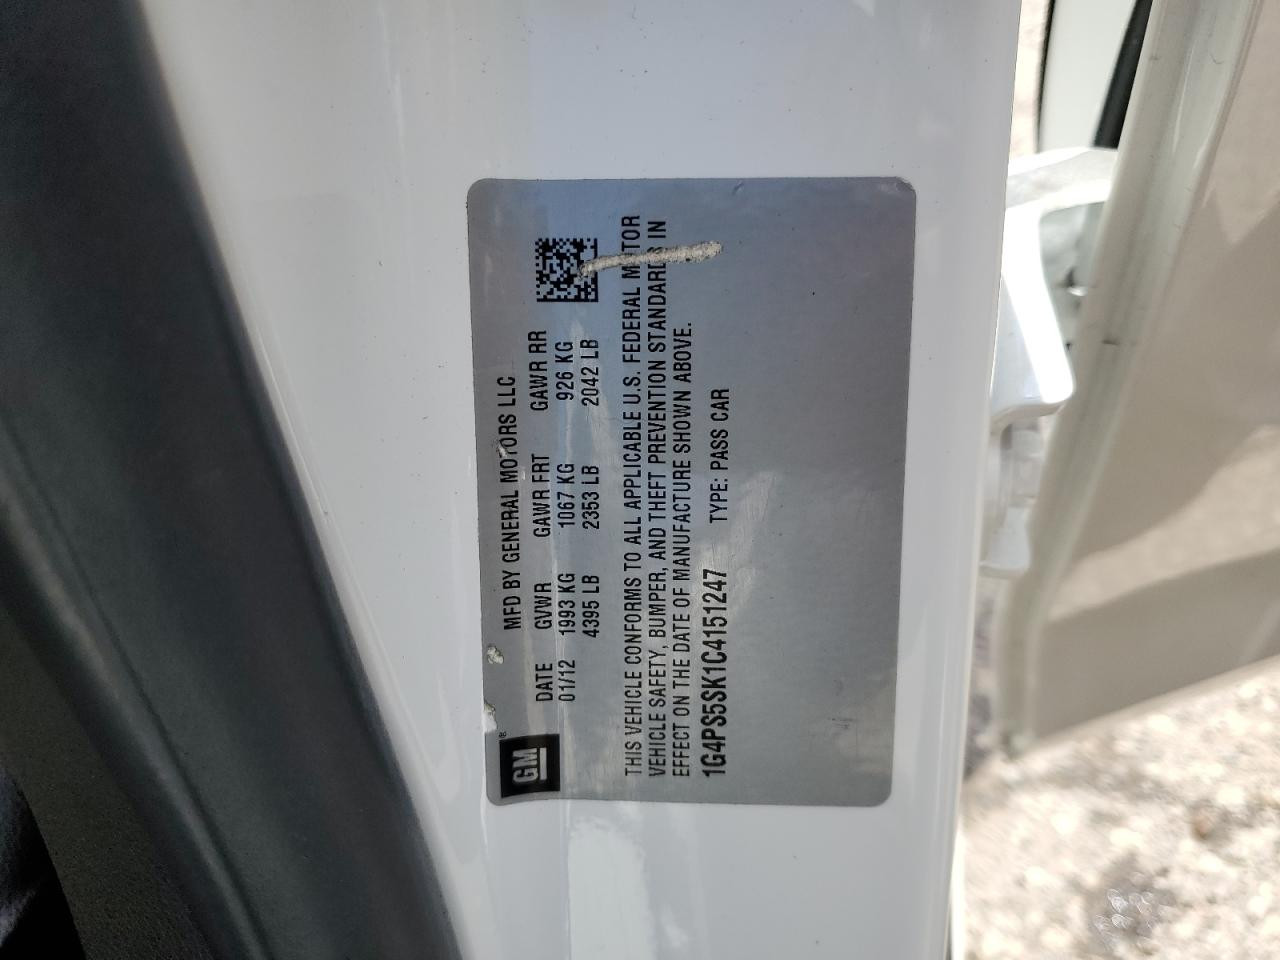 GM®
MFD BY GENERAL MOTORS LLC
DATE GVWR GAWR FRT GAWR RR
01/12 1993 KG 1067 KG 926 KG
4395 LB 2353 LB 2042 LB
THIS VEHICLE CONFORMS TO ALL APPLICABLE U.S. FEDERAL MOTOR
VEHICLE SAFETY, BUMPER, AND THEFT PREVENTION STANDARDS IN
EFFECT ON THE DATE OF MANUFACTURE SHOWN ABOVE.
1G4PS5SK1C4151247 TYPE: PASS CAR